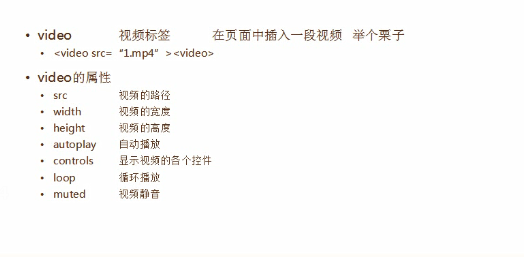 video 视频标签 在页面中插入一段视频 举个栗子
<video src= “1.mp4” ><video>
video的属性
src 视频的路径
width 视频的宽度
height 视频的高度
autoplay 自动播放
controls 显示视频的各个控件
loop 循环播放
muted 视频静音